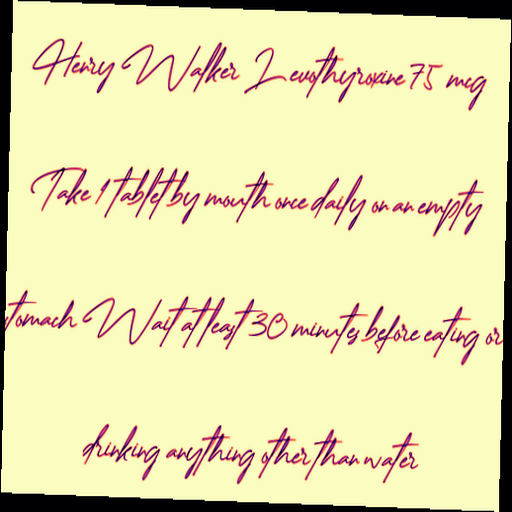 Henry Walker Levothyroxine 75 mcg
Take 1 tablet by mouth once daily on an empty
stomach Wait at least 30 minutes before eating or
drinking anything other than water